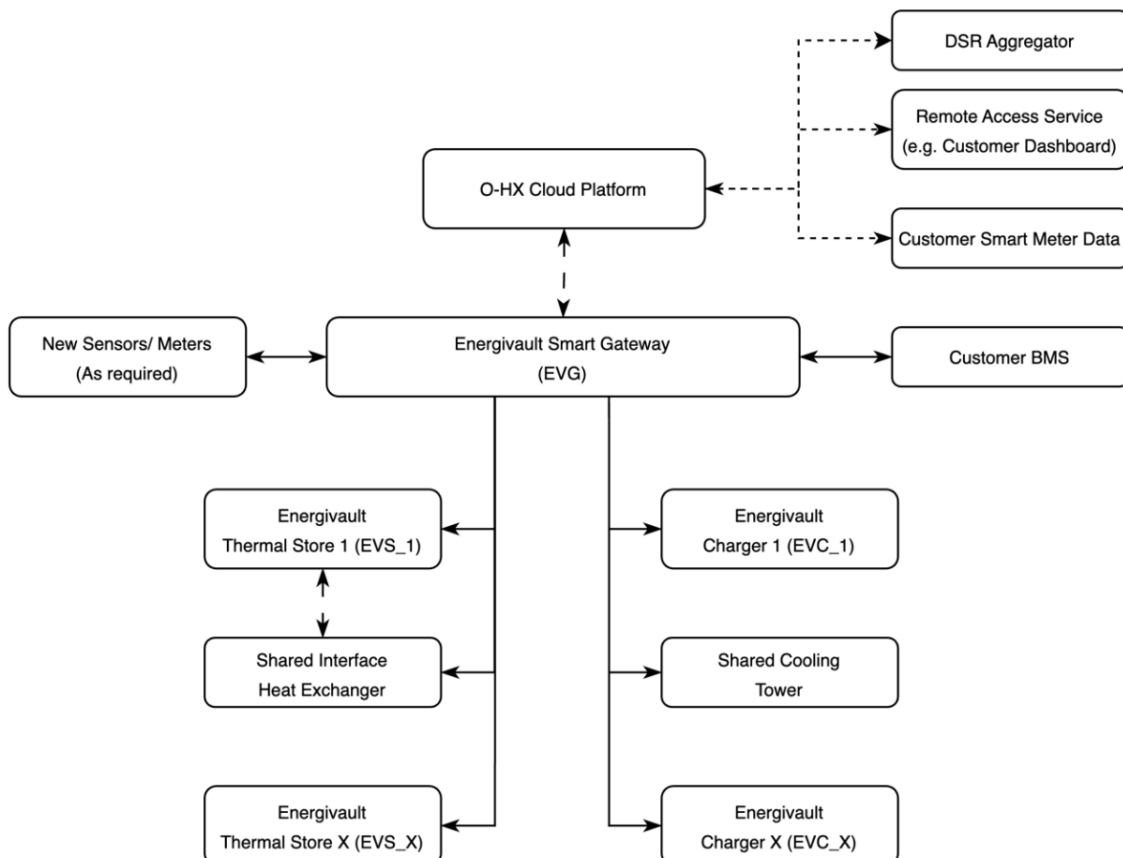 DSR Aggregator
Remote Access Service
(e.g. Customer Dashboard)
O-HX Cloud Platform
Customer Smart Meter Data
New Sensors/ Meters
(As required)
Energivault Smart Gateway
(EVG)
Customer BMS
Energivault
Thermal Store 1 (EVS_1)
Energivault
Charger 1 (EVC_1)
Shared Interface
Heat Exchanger
Shared Cooling
Tower
Energivault
Thermal Store X (EVS_X)
Energivault
Charger X (EVC_X)